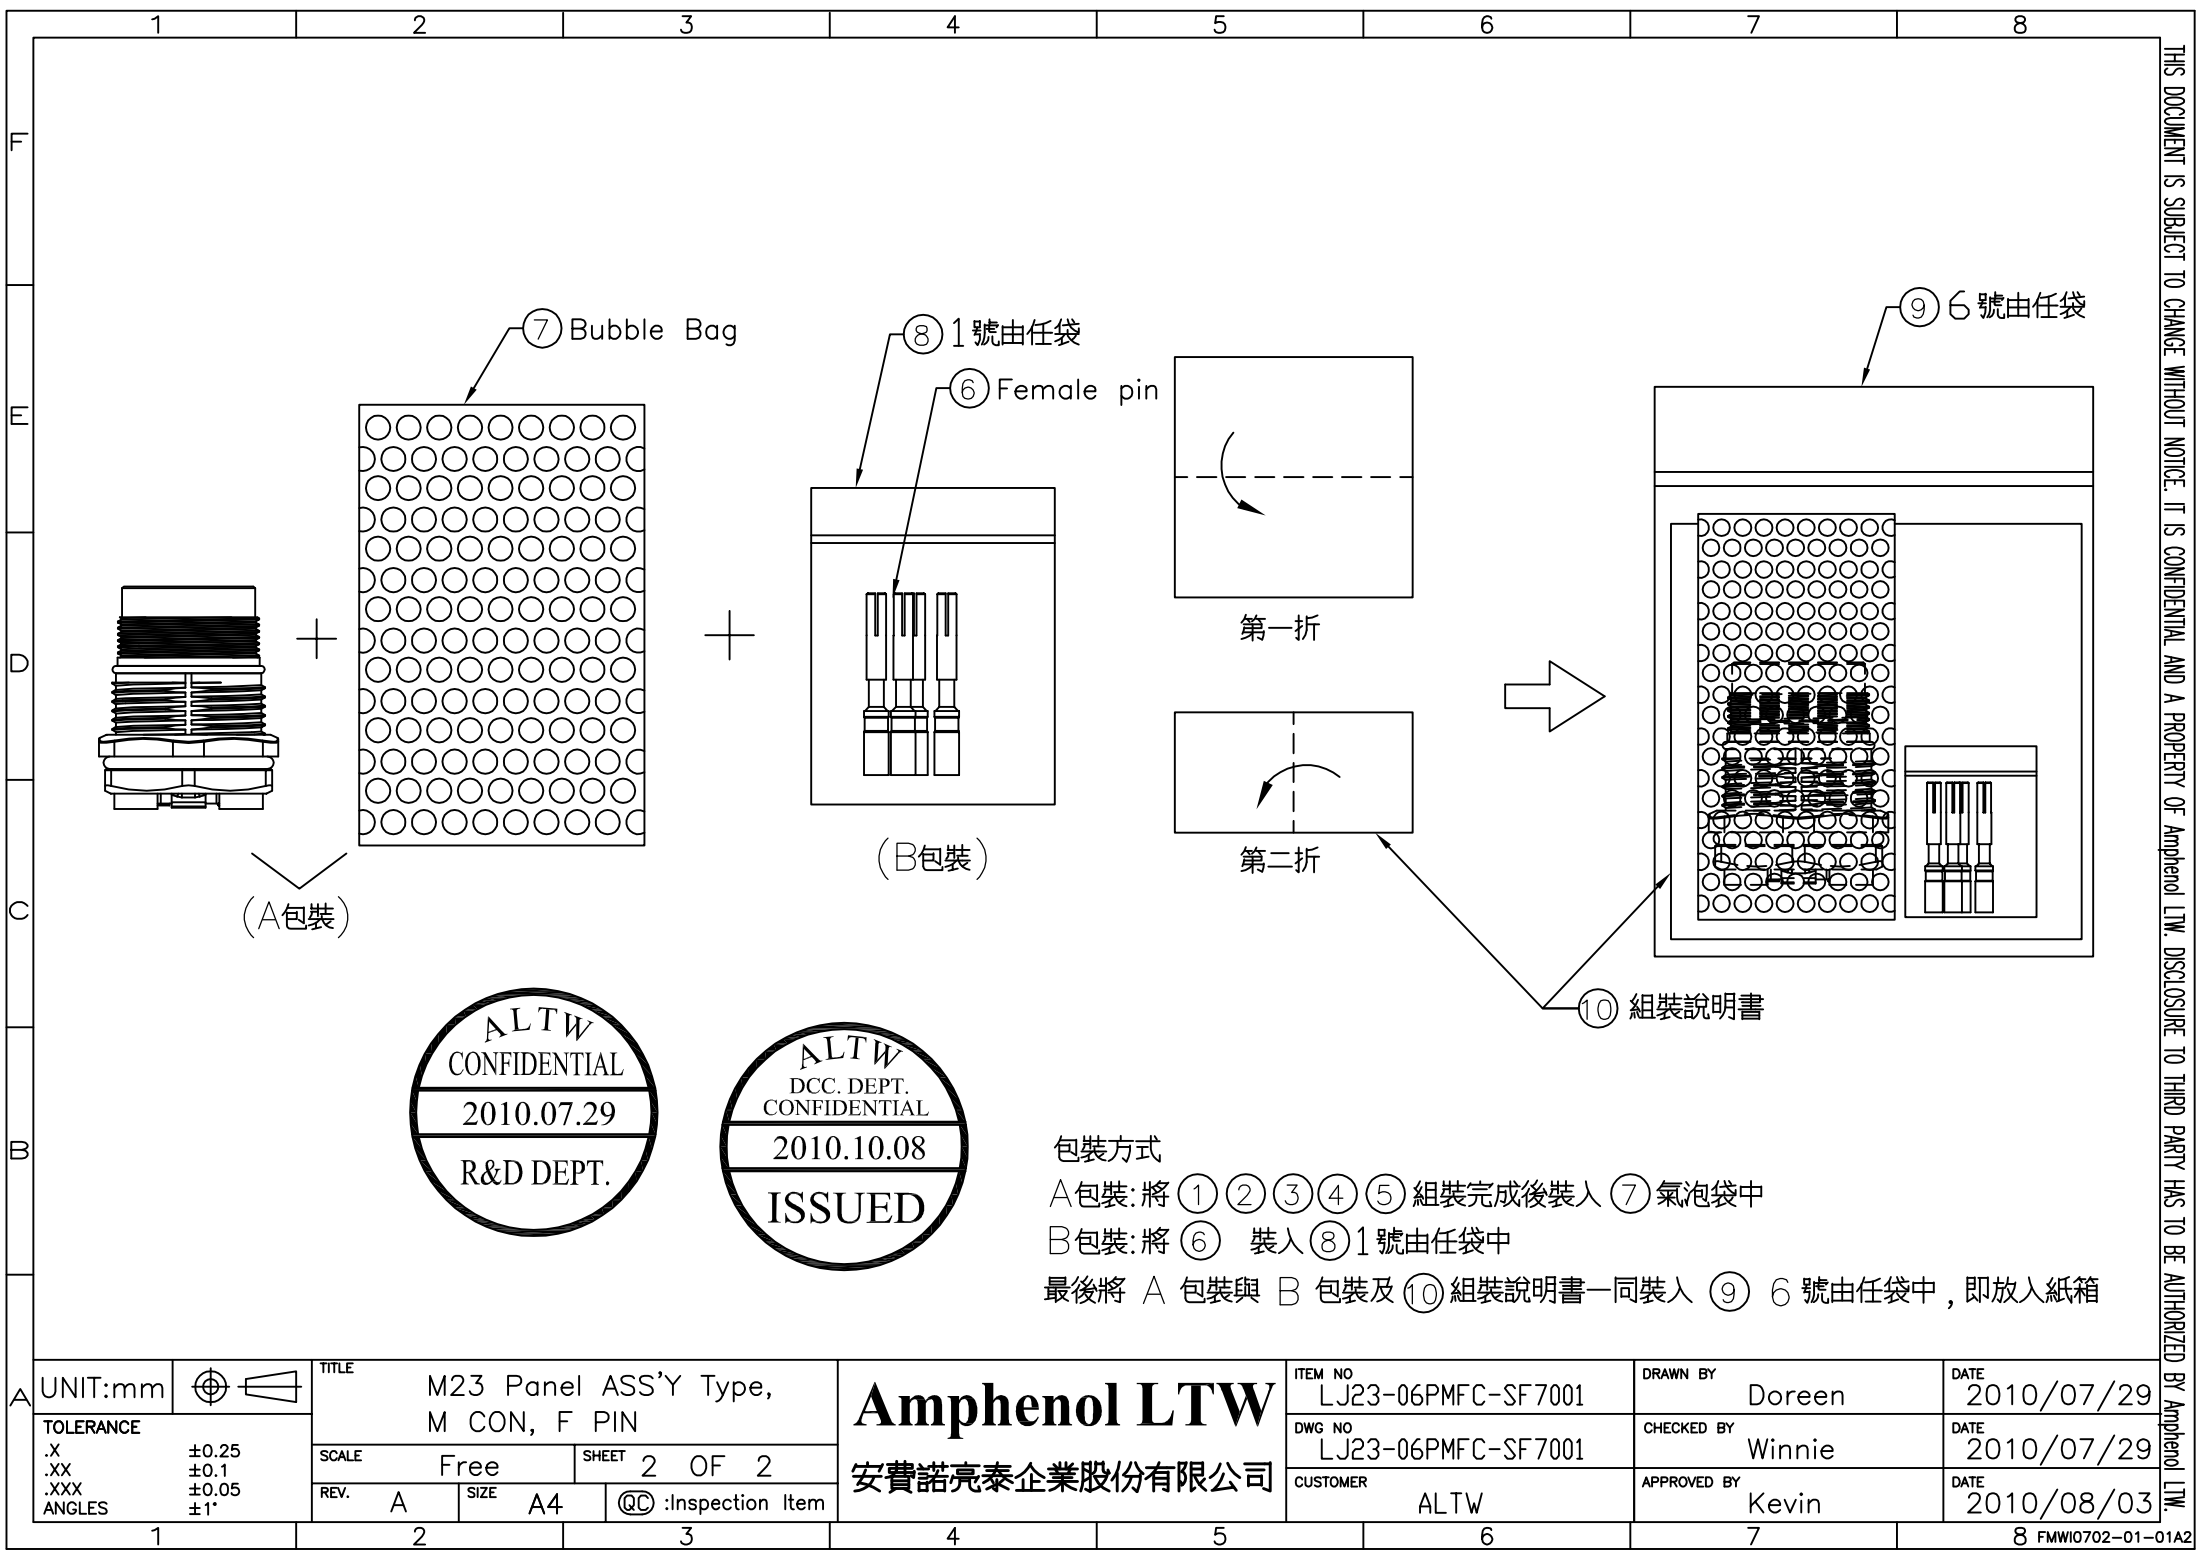 1 2 3 4 5 6 7 8
F
E
D
C
B
A
THIS DOCUMENT IS SUBJECT TO CHANGE WITHOUT NOTICE. IT IS CONFIDENTIAL AND A PROPERTY OF Amphenol LTW. DISCLOSURE TO THIRD PARTY HAS TO BE AUTHORIZED BY Amphenol LTW.
⑦ Bubble Bag
⑧ 1號由任袋
⑥ Female pin
⑨ 6號由任袋
第一折
第二折
(A包裝)
(B包裝)
⑩ 組裝說明書
ALTW
CONFIDENTIAL
2010.07.29
R&D DEPT.
ALTW
DCC. DEPT.
CONFIDENTIAL
2010.10.08
ISSUED
包裝方式
A包裝:將①②③④⑤組裝完成後裝入⑦氣泡袋中
B包裝:將⑥ 裝入⑧1號由任袋中
最後將 A 包裝與 B 包裝及⑩組裝說明書一同裝入 ⑨ 6 號由任袋中,即放入紙箱
UNIT:mm
TOLERANCE
.X ±0.25
.XX ±0.1
.XXX ±0.05
ANGLES ±1°
TITLE
M23 Panel ASS'Y Type,
M CON, F PIN
SCALE Free
SHEET 2 OF 2
REV. A
SIZE A4
QC :Inspection Item
Amphenol LTW
安費諾亮泰企業股份有限公司
ITEM NO
LJ23-06PMFC-SF7001
DWG NO
LJ23-06PMFC-SF7001
CUSTOMER
ALTW
DRAWN BY
Doreen
DATE
2010/07/29
CHECKED BY
Winnie
DATE
2010/07/29
APPROVED BY
Kevin
DATE
2010/08/03
1 2 3 4 5 6 7 8
FMWI0702-01-01A2